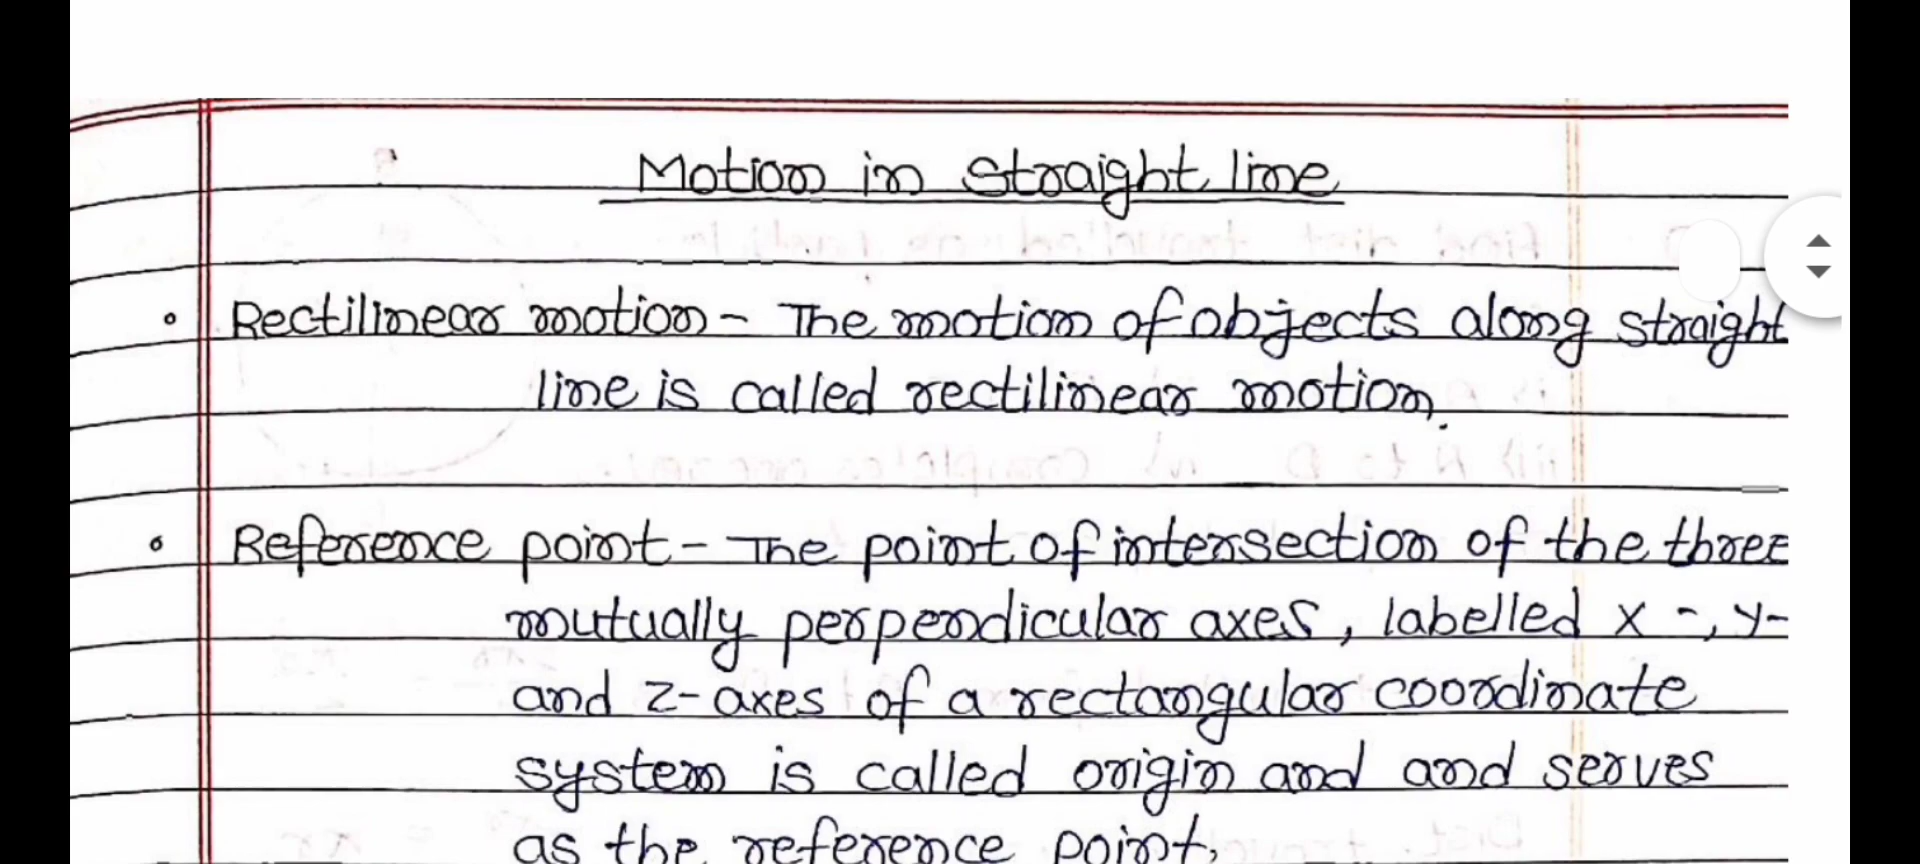 Motion in straight line
Rectilinear motion - The motion of objects along straight
line is called rectilinear motion.
Reference point - The point of intersection of the three
mutually perpendicular axes, labelled x -, y-
and z-axes of a rectangular coordinate
system is called origin and and serves
as the reference point.